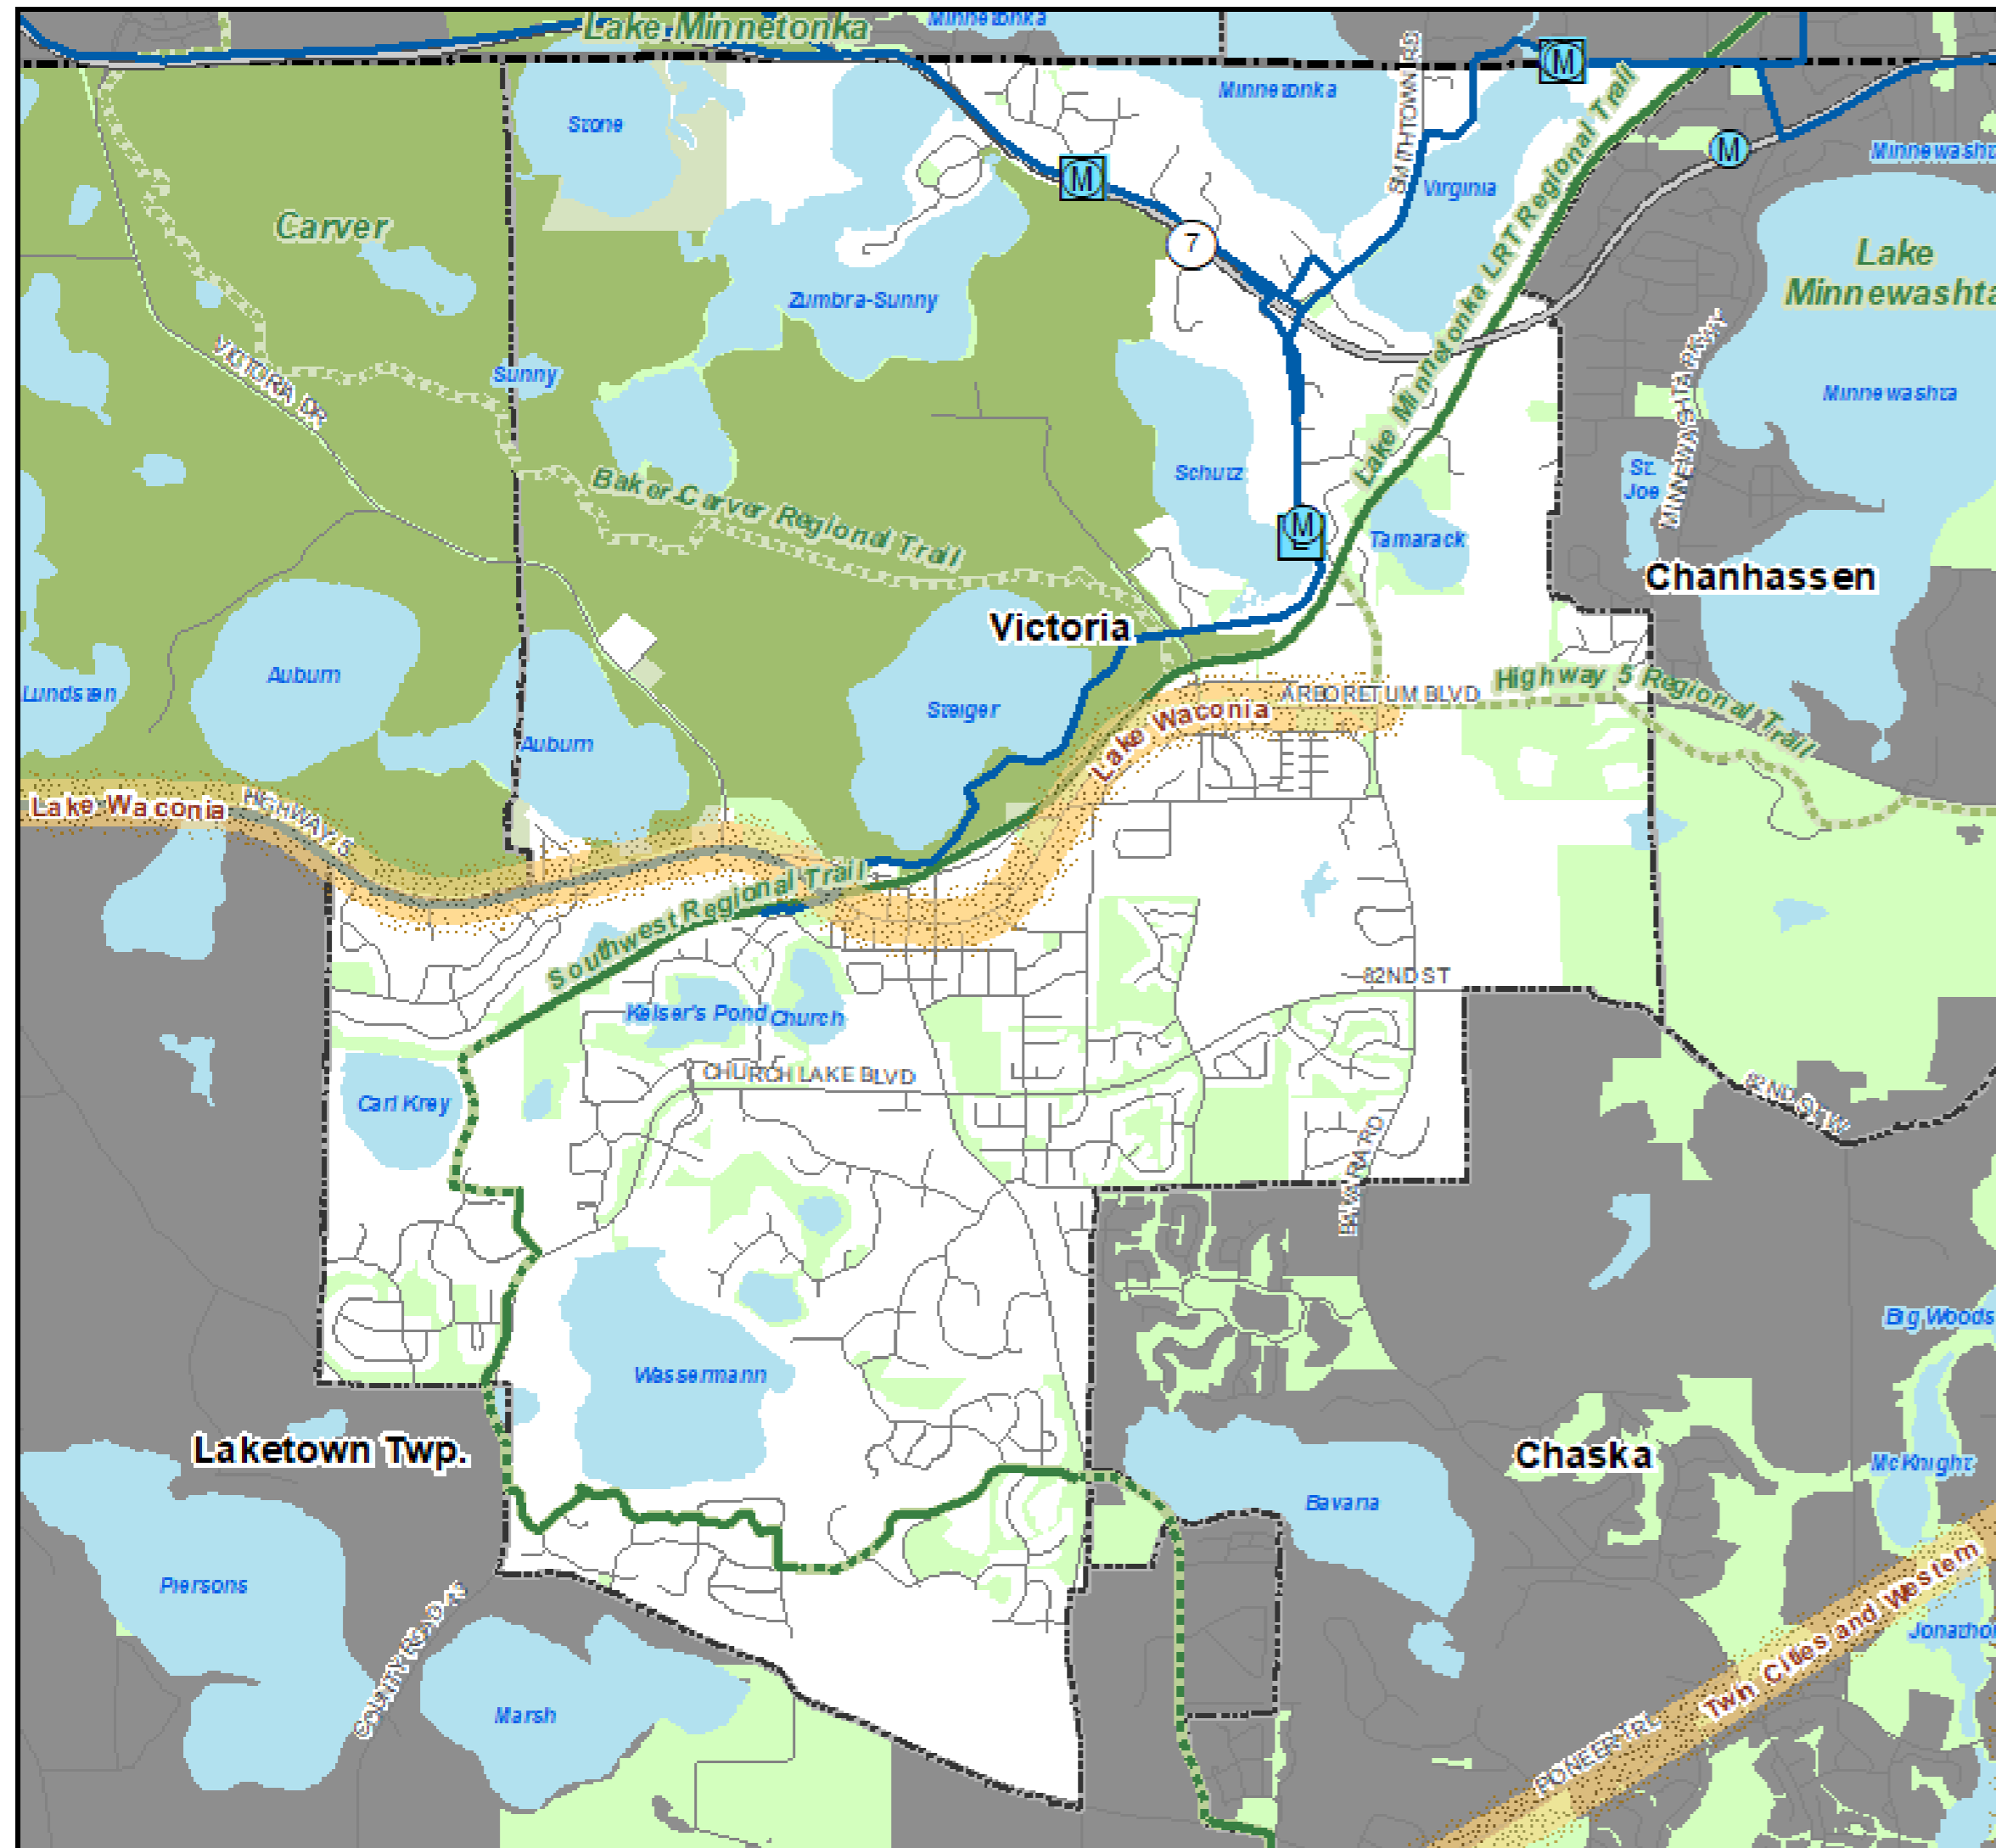 Lake Minnetonka
Minnetonka
Stone
Minnetonka
SMITHTOWN RD
M
M
M
Virginia
Minnewashta
Carver
7
Lake Minnetonka LRT Regional Trail
Lake
Minnewashta
Zumbra-Sunny
VICTORIA DR
Sunny
MINNEWASHTA PKWY
Minnewashta
Baker-Carver Regional Trail
Schutz
St.
Joe
M
Tamarack
Chanhassen
Victoria
Auburn
Lundsten
Steiger
Auburn
ARBORETUM BLVD
Highway 5 Regional Trail
Lake Waconia
Lake Waconia
HIGHWAY 5
Southwest Regional Trail
82ND ST
Kelser's Pond
Church
CHURCH LAKE BLVD
Carl Krey
82ND ST W
BAVARIA RD
Big Woods
Wassermann
Laketown Twp.
Chaska
McKnight
Bavaria
Piersons
COUNTY ROAD 11
Twin Cities and Western
Marsh
PIONEER TRL